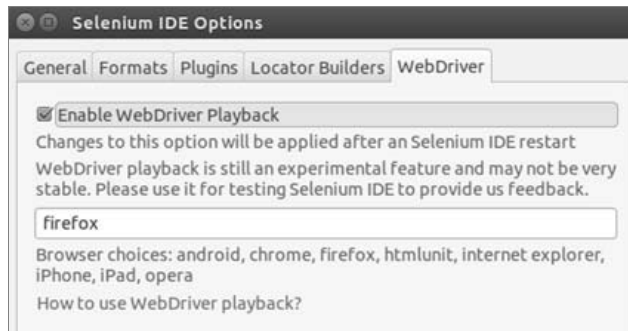 Selenium IDE Options
General Formats Plugins Locator Builders WebDriver
Enable WebDriver Playback
Changes to this option will be applied after an Selenium IDE restart
WebDriver playback is still an experimental feature and may not be very
stable. Please use it for testing Selenium IDE to provide us feedback.
firefox
Browser choices: android, chrome, firefox, htmlunit, internet explorer,
iPhone, iPad, opera
How to use WebDriver playback?